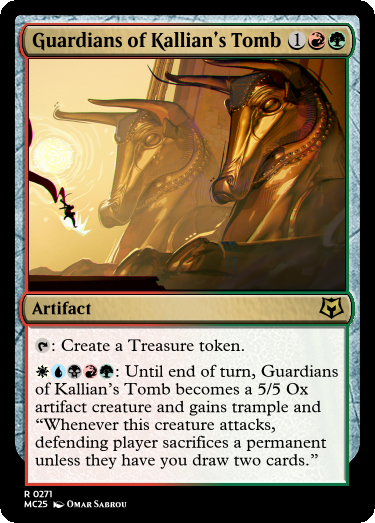 Guardians of Kallian's Tomb 1
Artifact
: Create a Treasure token.
: Until end of turn, Guardians
of Kallian's Tomb becomes a 5/5 Ox
artifact creature and gains trample and
“Whenever this creature attacks,
defending player sacrifices a permanent
unless they have you draw two cards.”
R 0271
MC25 Omar Sabrou